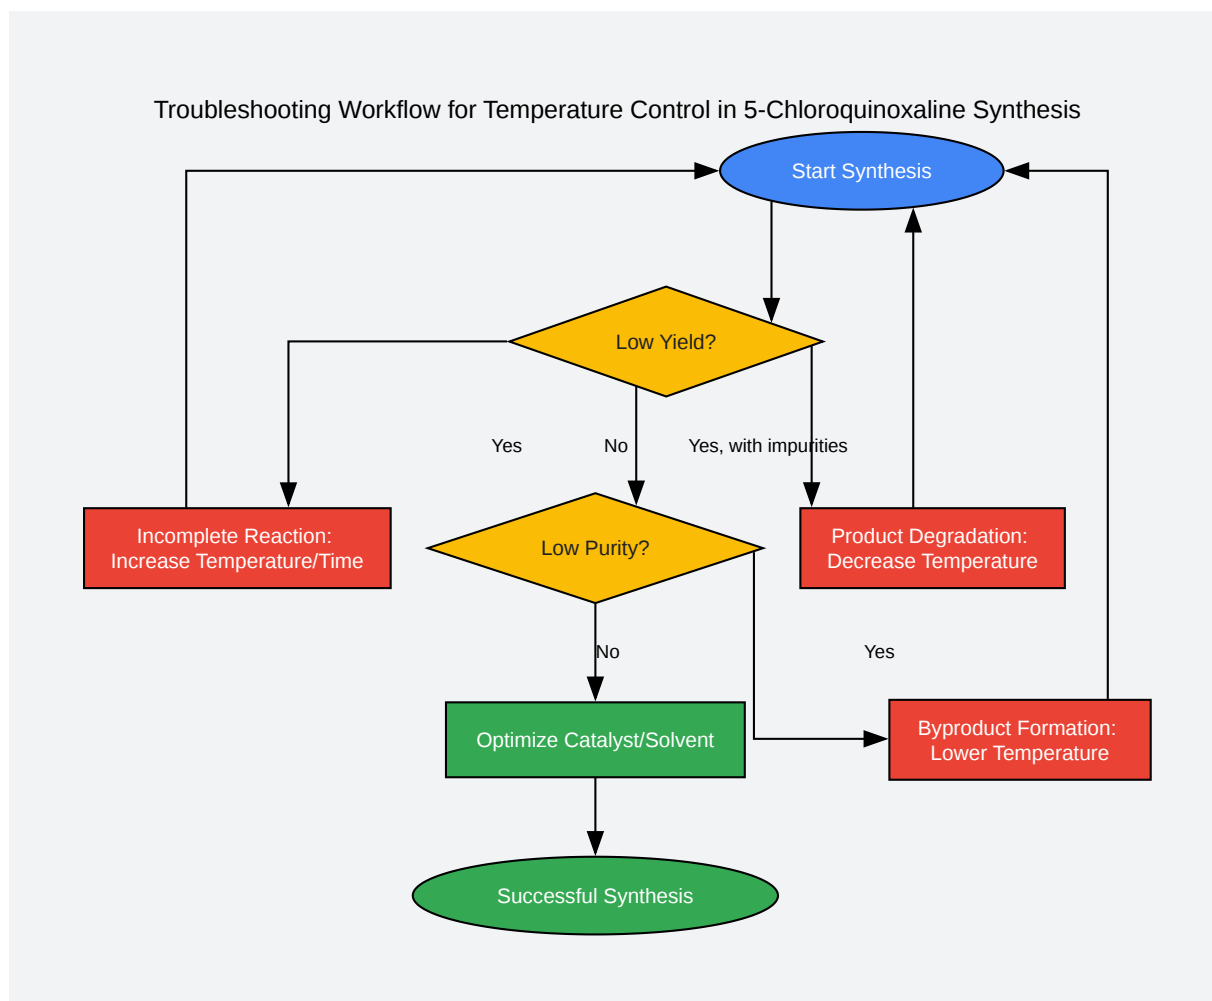 Troubleshooting Workflow for Temperature Control in 5-Chloroquinoxaline Synthesis
Start Synthesis
Low Yield?
Yes
No
Yes, with impurities
Incomplete Reaction:
Increase Temperature/Time
Low Purity?
Product Degradation:
Decrease Temperature
No
Yes
Optimize Catalyst/Solvent
Byproduct Formation:
Lower Temperature
Successful Synthesis